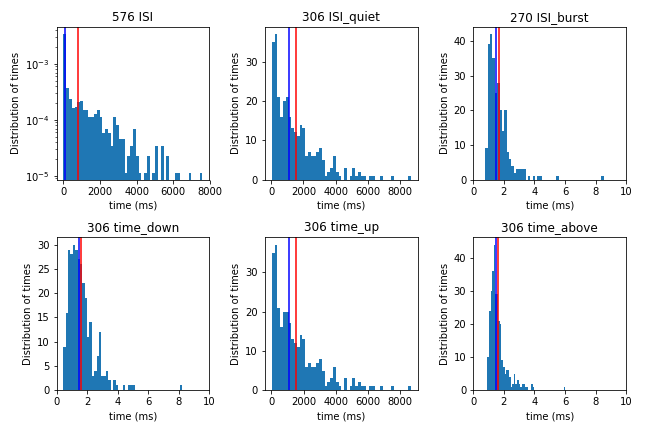 576 ISI
306 ISI_quiet
270 ISI_burst
Distribution of times
10⁻³
10⁻⁴
10⁻⁵
0 2000 4000 6000 8000
time (ms)
Distribution of times
30
20
10
0
0 2000 4000 6000 8000
time (ms)
Distribution of times
40
30
20
10
0
0 2 4 6 8 10
time (ms)
306 time_down
306 time_up
306 time_above
Distribution of times
30
25
20
15
10
5
0
0 2 4 6 8 10
time (ms)
Distribution of times
30
20
10
0
0 2000 4000 6000 8000
time (ms)
Distribution of times
40
30
20
10
0
0 2 4 6 8 10
time (ms)